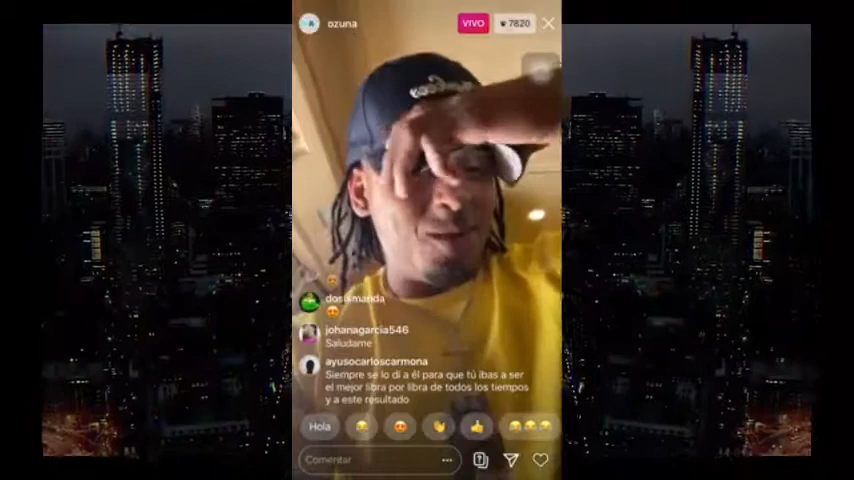 ozuna
VIVO
7820
dosismanda
johanagarcia546
Saludame
ayusocarloscarmona
Siempre se lo di a él para que tú ibas a ser
el mejor libra por libra de todos los tiempos
y a este resultado
Hola
Comentar